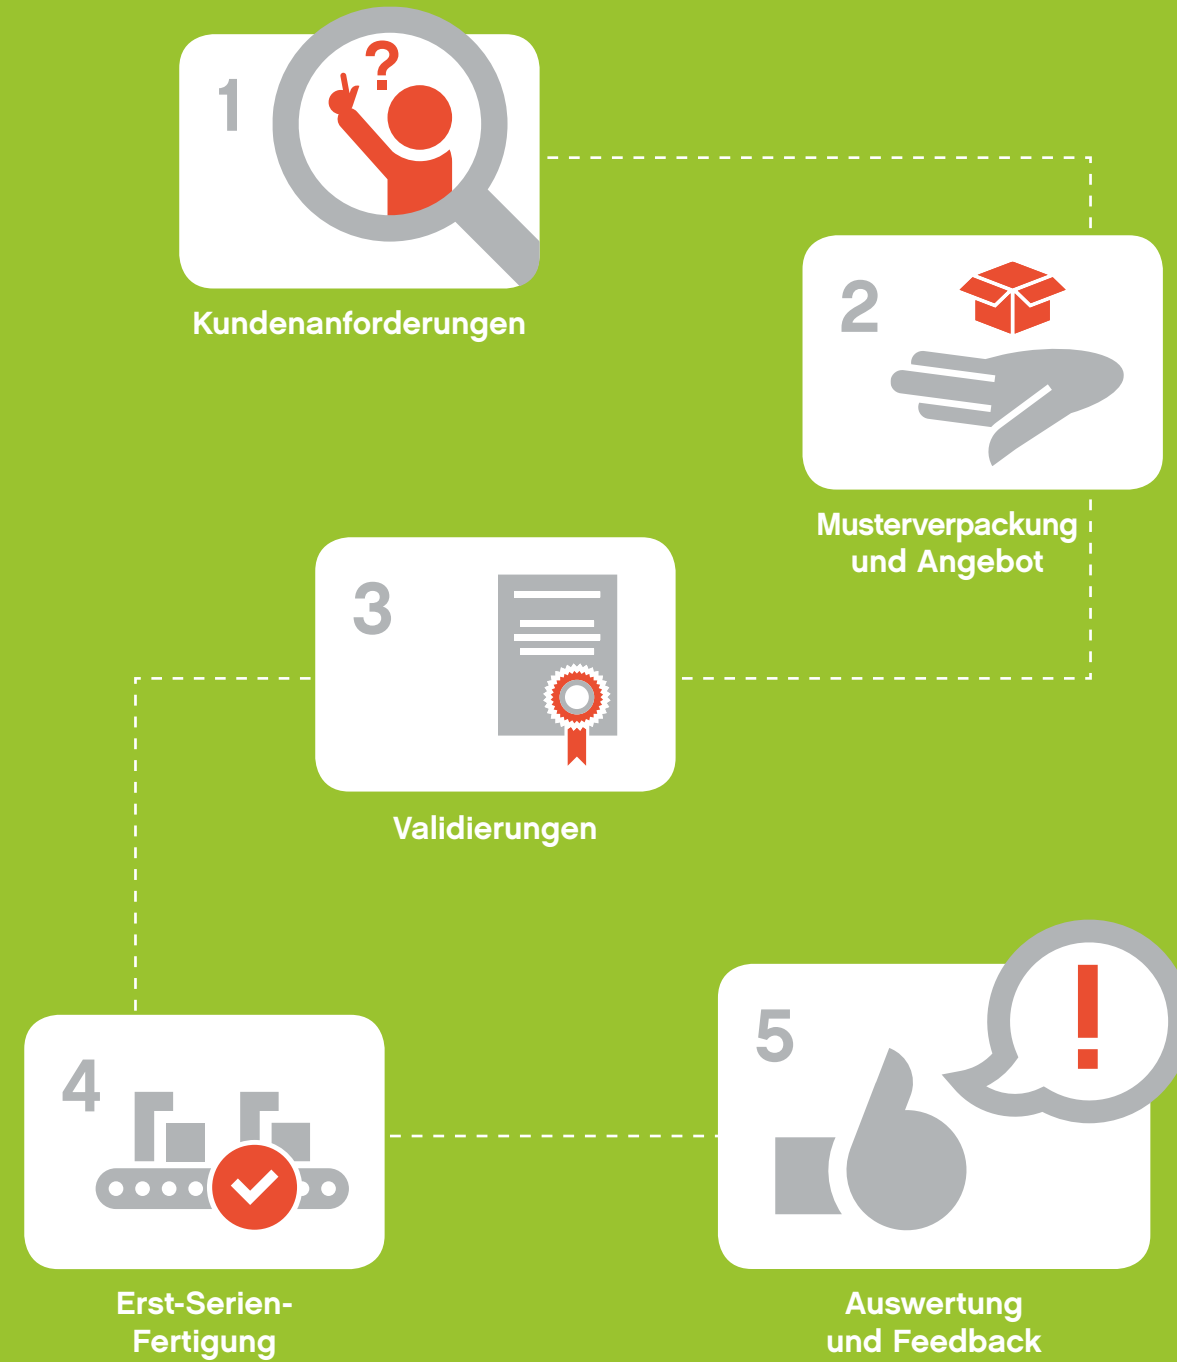 1
?
Kundenanforderungen
2
Musterverpackung
und Angebot
3
Validierungen
4
Erst-Serien-
Fertigung
5
!
Auswertung
und Feedback